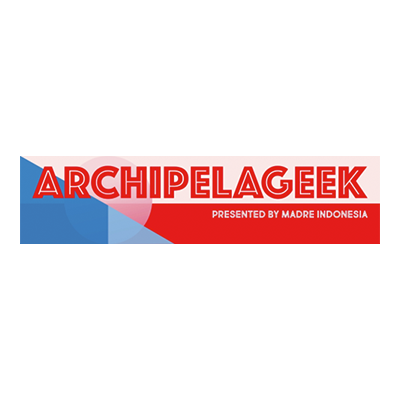 ARCHIPELAGEEK
PRESENTED BY MADRE INDONESIA